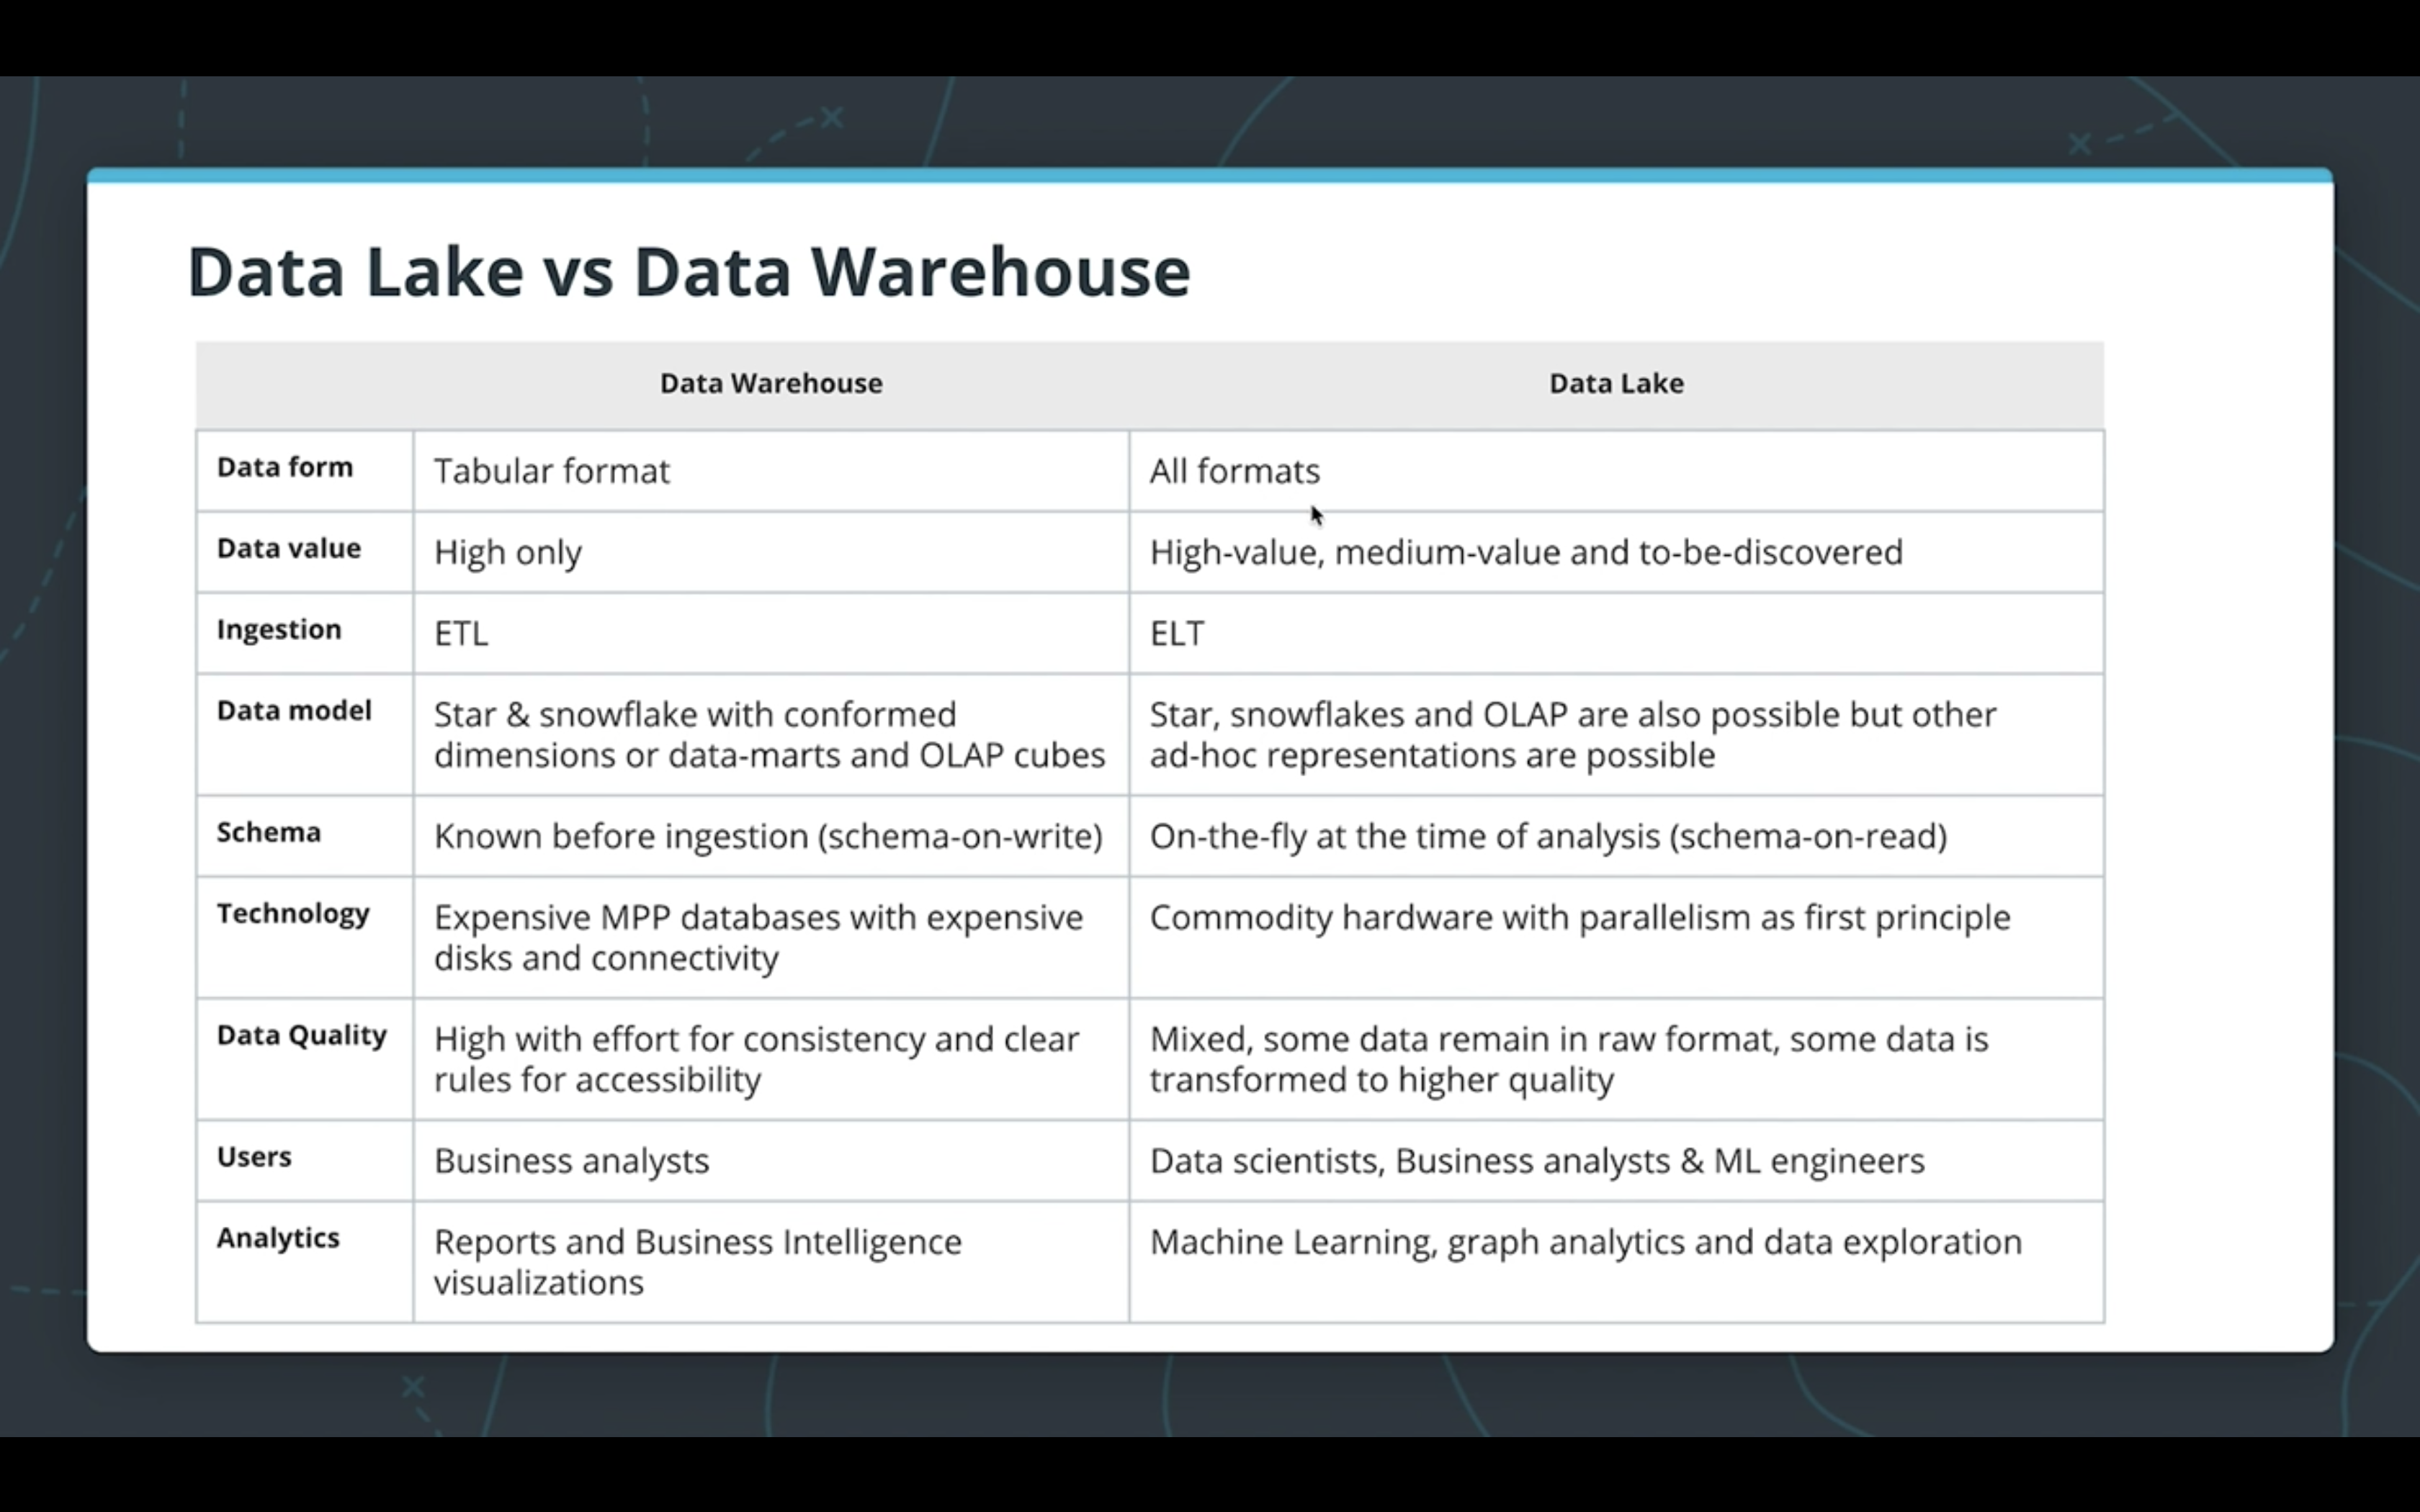 Data Lake vs Data Warehouse
Data Warehouse
Data Lake
Data form
Tabular format
All formats
Data value
High only
High-value, medium-value and to-be-discovered
Ingestion
ETL
ELT
Data model
Star & snowflake with conformed
dimensions or data-marts and OLAP cubes
Star, snowflakes and OLAP are also possible but other
ad-hoc representations are possible
Schema
Known before ingestion (schema-on-write)
On-the-fly at the time of analysis (schema-on-read)
Technology
Expensive MPP databases with expensive
disks and connectivity
Commodity hardware with parallelism as first principle
Data Quality
High with effort for consistency and clear
rules for accessibility
Mixed, some data remain in raw format, some data is
transformed to higher quality
Users
Business analysts
Data scientists, Business analysts & ML engineers
Analytics
Reports and Business Intelligence
visualizations
Machine Learning, graph analytics and data exploration